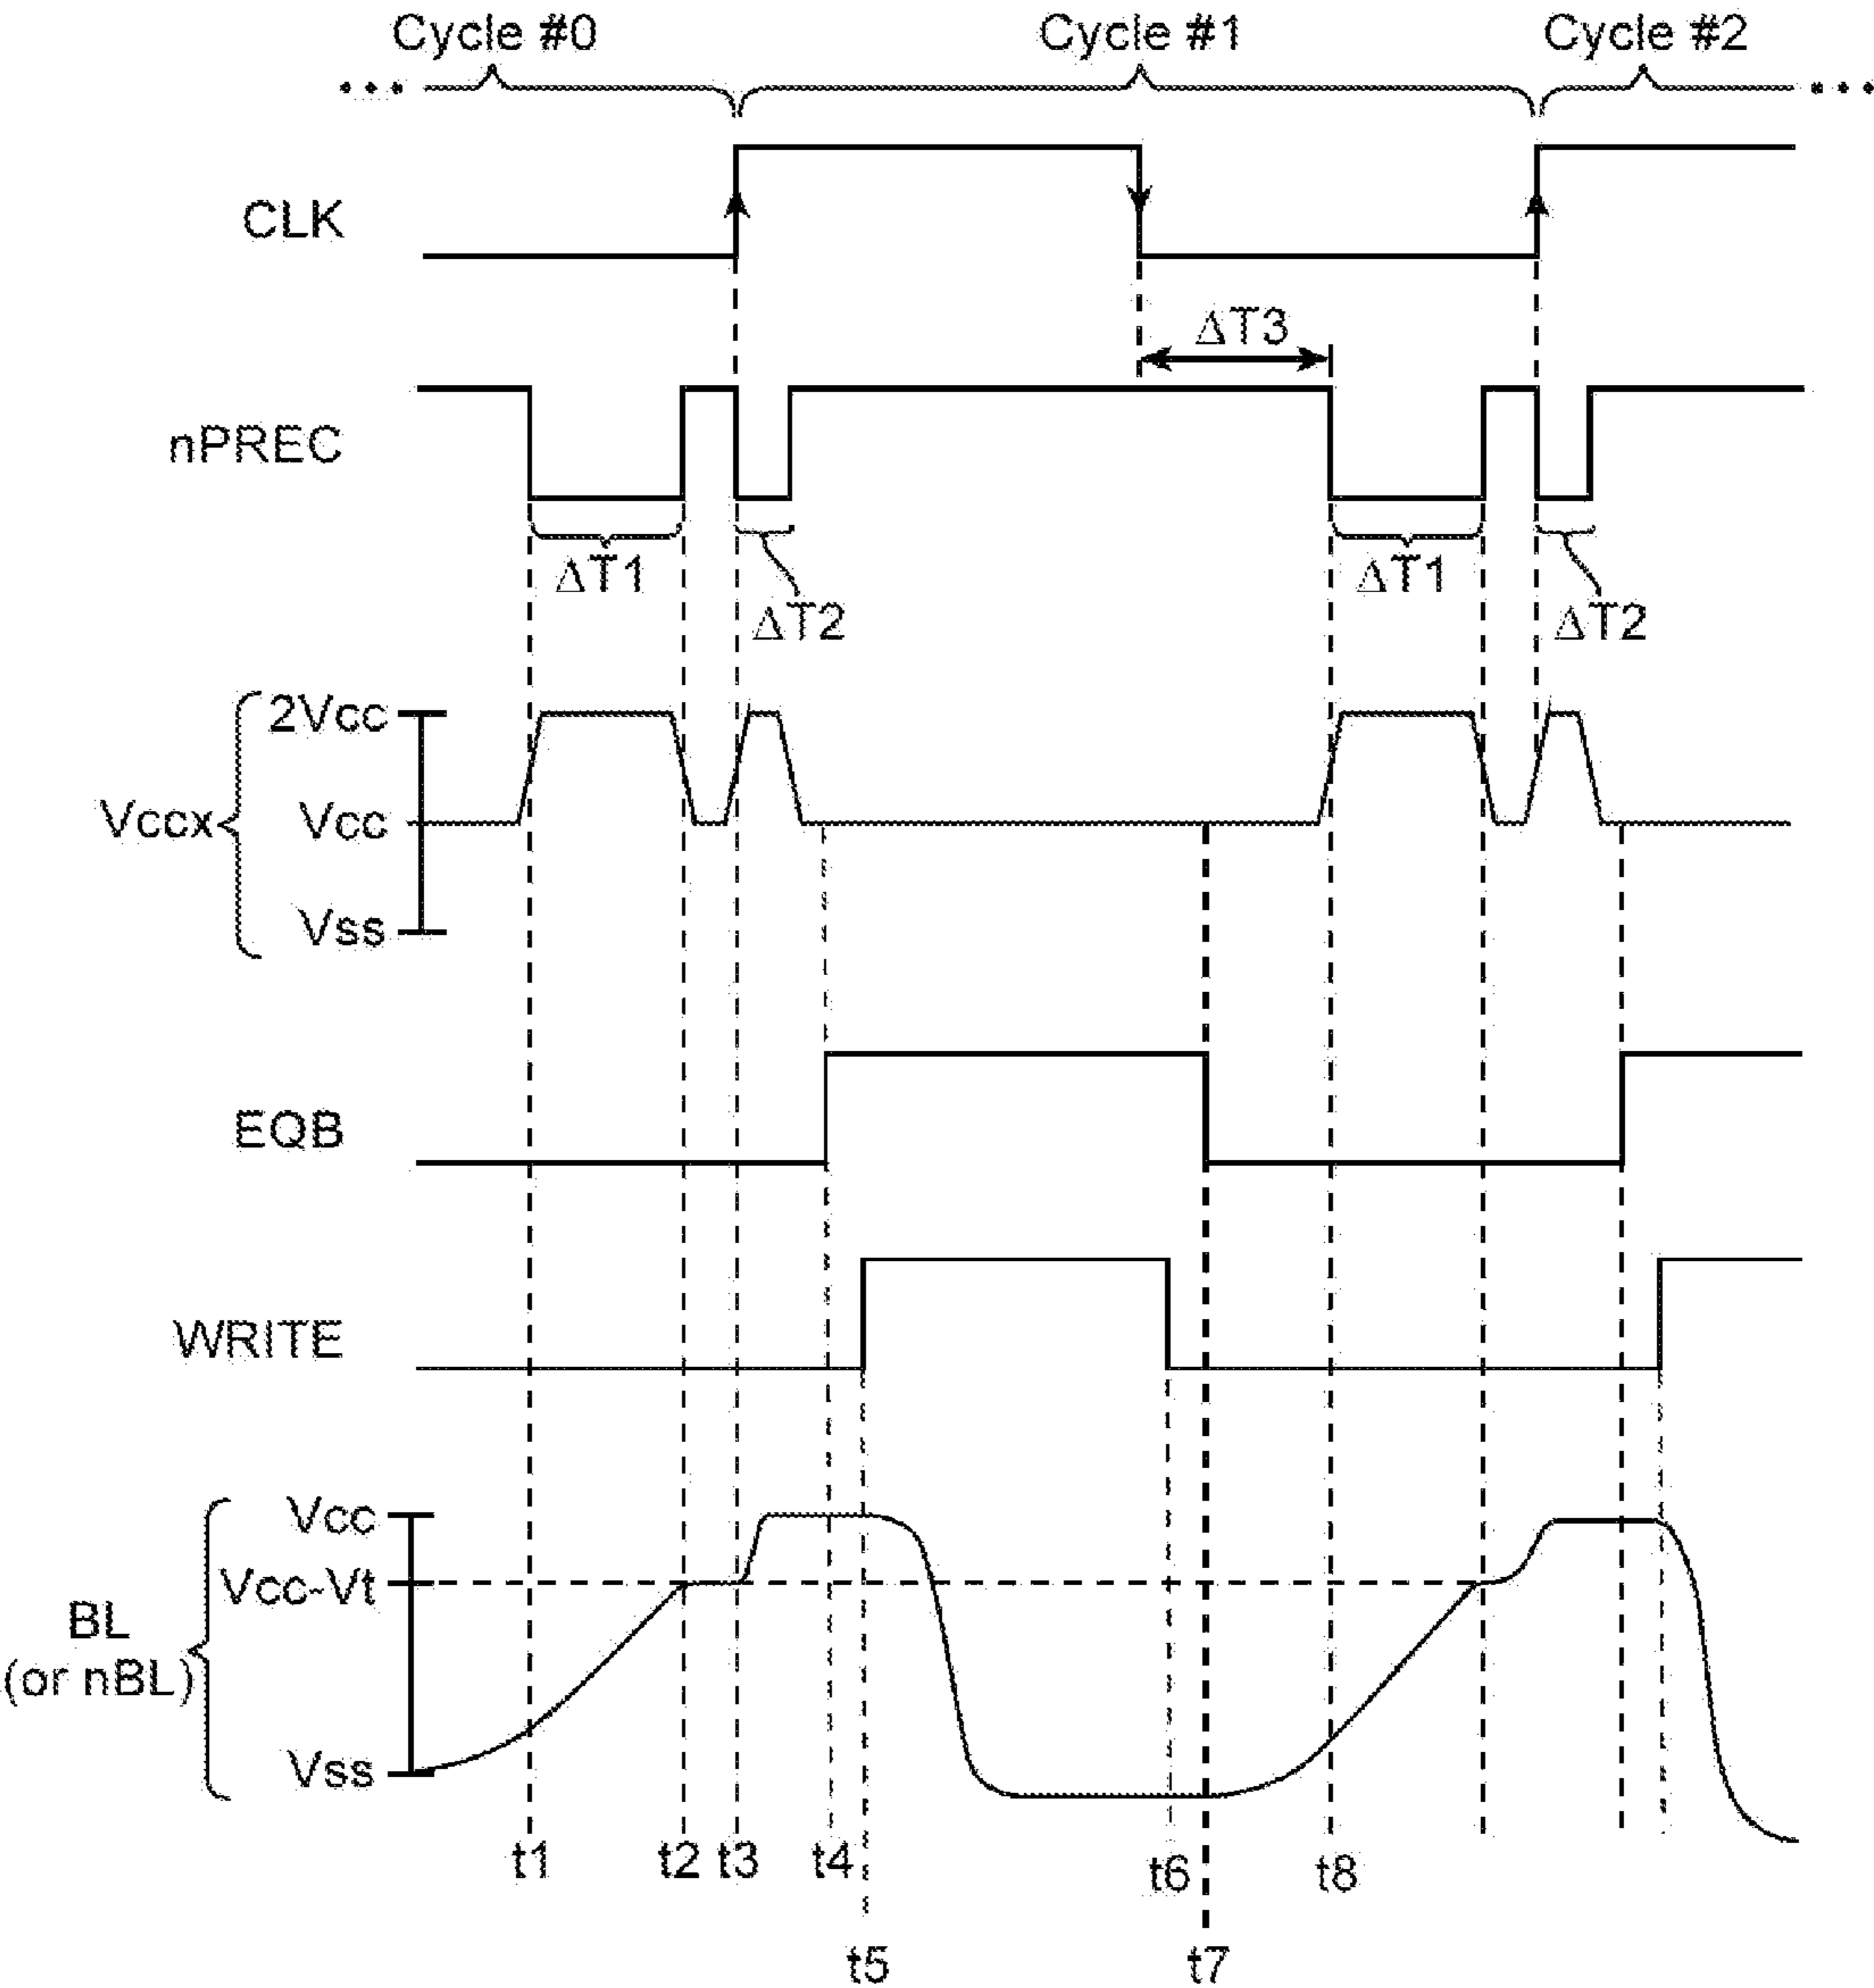 Cycle #0 Cycle #1 Cycle #2
CLK
ΔT3
nPREC
ΔT1 ΔT1
ΔT2 ΔT2
2Vcc
Vccx Vcc
Vss
EQB
WRITE
Vcc
Vcc-Vt
BL
(or nBL)
Vss
t1 t2 t3 t4 t6 t8
t5 t7